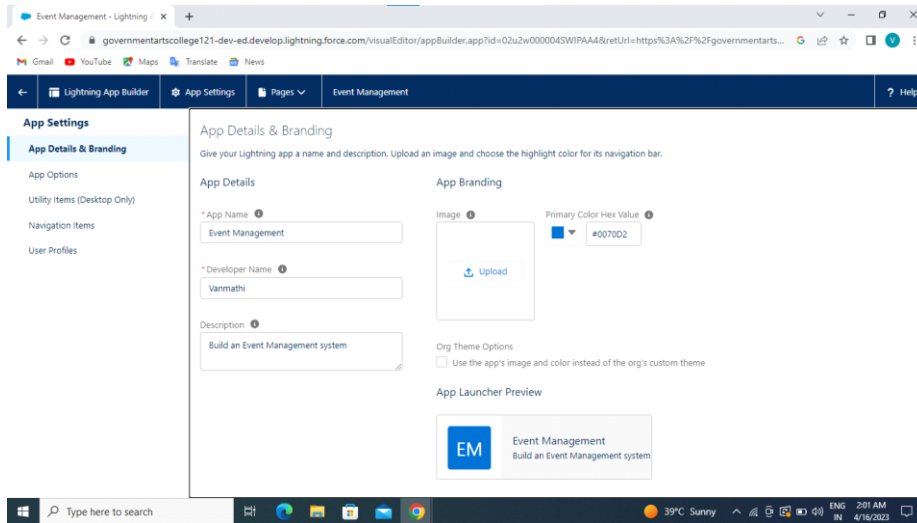 Event Management - Lightning A
governmentartscollege121-dev-ed.develop.lightning.force.com/visualEditor/appBuilder.app?id=02u2w000004SWIPAA4&retUrl=https%3A%2F%2Fgovernmentarts...
Gmail YouTube Maps Translate News
Lightning App Builder App Settings Pages Event Management ? Help
App Settings
App Details & Branding
App Options
Utility Items (Desktop Only)
Navigation Items
User Profiles
App Details & Branding
Give your Lightning app a name and description. Upload an image and choose the highlight color for its navigation bar.
App Details
*App Name
Event Management
*Developer Name
Vanmathi
Description
Build an Event Management system
App Branding
Image
Upload
Primary Color Hex Value
#0070D2
Org Theme Options
Use the app's image and color instead of the org's custom theme
App Launcher Preview
EM
Event Management
Build an Event Management system
Type here to search
39°C Sunny
ENG
IN
2:01 AM
4/16/2023